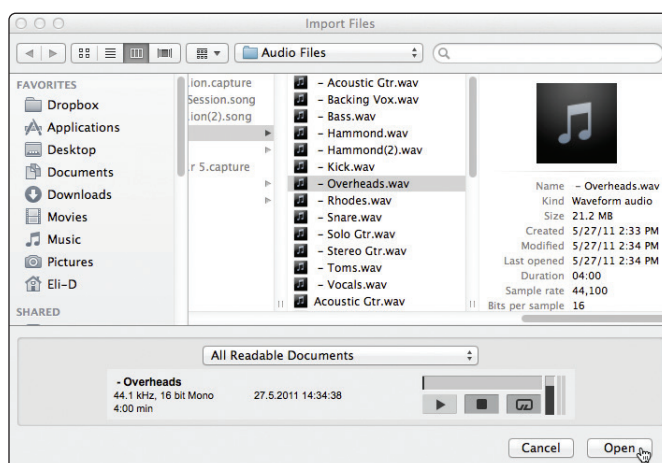 Import Files
Audio Files
FAVORITES
Dropbox
Applications
Desktop
Documents
Downloads
Movies
Music
Pictures
Eli-D
SHARED
ion.capture
Session.song
ion(2).song
r 5.capture
- Acoustic Gtr.wav
- Backing Vox.wav
- Bass.wav
- Hammond.wav
- Hammond(2).wav
- Kick.wav
- Overheads.wav
- Rhodes.wav
- Snare.wav
- Solo Gtr.wav
- Stereo Gtr.wav
- Toms.wav
- Vocals.wav
Acoustic Gtr.wav
Name - Overheads.wav
Kind Waveform audio
Size 21.2 MB
Created 5/27/11 2:33 PM
Modified 5/27/11 2:34 PM
Last opened 5/27/11 2:34 PM
Duration 04:00
Sample rate 44,100
Bits per sample 16
All Readable Documents
- Overheads
44.1 kHz, 16 bit Mono 27.5.2011 14:34:38
4:00 min
Cancel Open